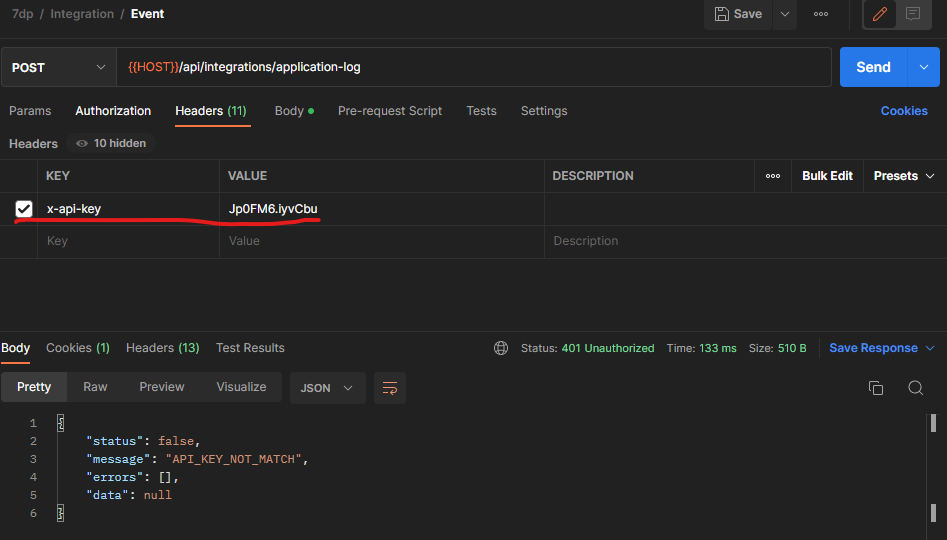 7dp / Integration / Event
Save
POST {{HOST}}/api/integrations/application-log Send
Params Authorization Headers (11) Body Pre-request Script Tests Settings Cookies
Headers 10 hidden
KEY VALUE DESCRIPTION Bulk Edit Presets
x-api-key Jp0FM6.iyvCbu
Key Value Description
Body Cookies (1) Headers (13) Test Results Status: 401 Unauthorized Time: 133 ms Size: 510 B Save Response
Pretty Raw Preview Visualize JSON
1 {
2 "status": false,
3 "message": "API_KEY_NOT_MATCH",
4 "errors": [],
5 "data": null
6 }